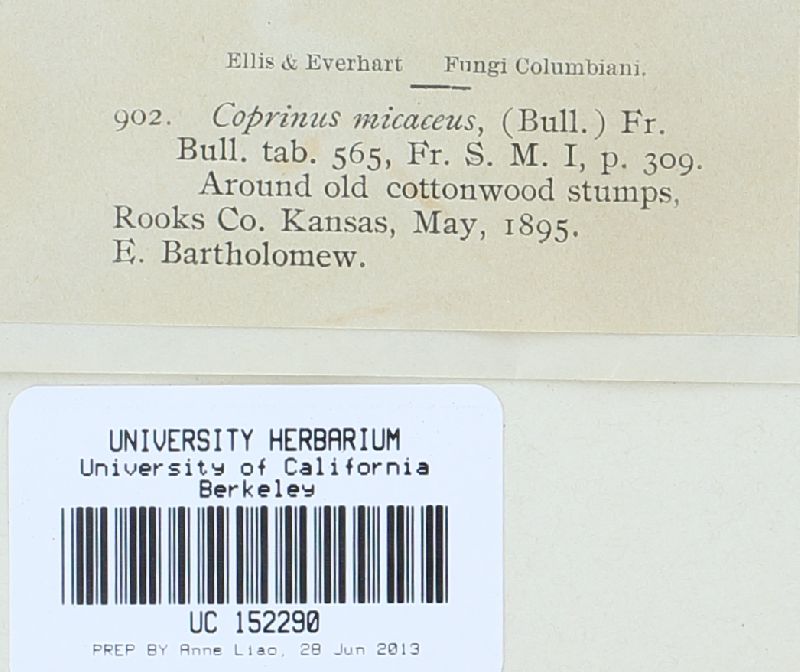 Ellis & Everhart Fungi Columbiani.
902. Coprinus micaceus, (Bull.) Fr.
Bull. tab. 565, Fr. S. M. I, p. 309.
Around old cottonwood stumps,
Rooks Co. Kansas, May, 1895.
E. Bartholomew.
UNIVERSITY HERBARIUM
University of California
Berkeley
UC 152290
PREP BY Anne Liao, 28 Jun 2013